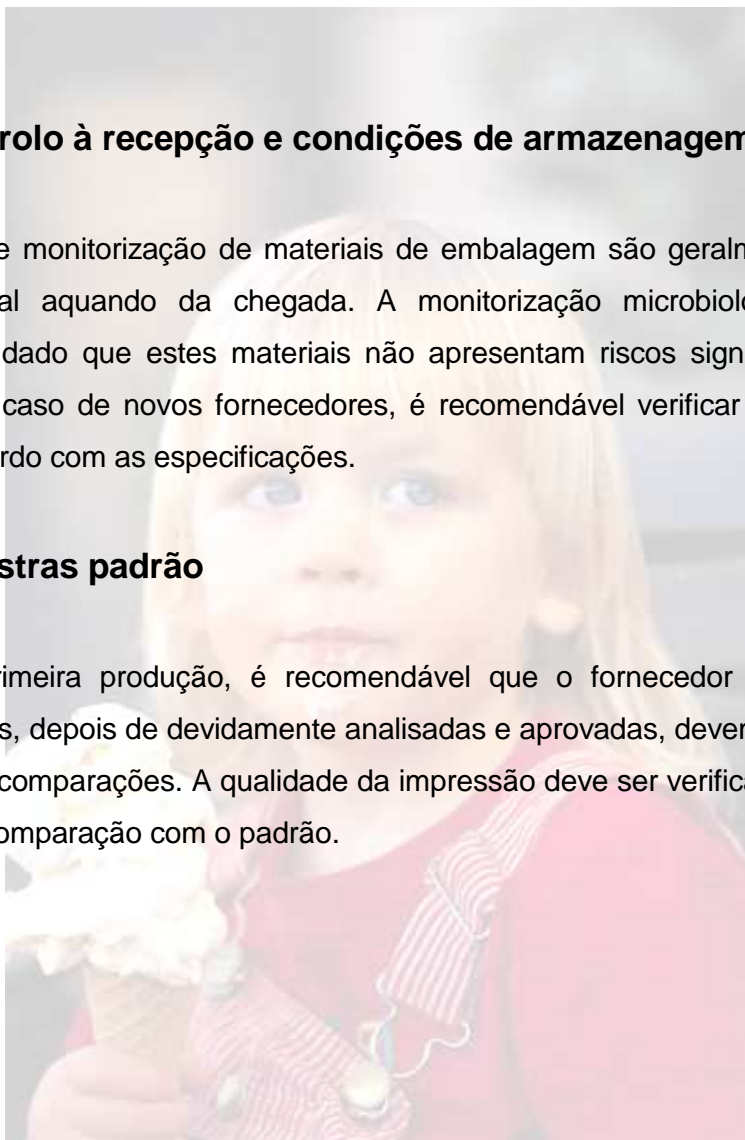 rolo à recepção e condições de armazenagem
e monitorização de materiais de embalagem são geraln
al aquando da chegada. A monitorização microbioló
dado que estes materiais não apresentam riscos sign
caso de novos fornecedores, é recomendável verificar
rdo com as especificações.
stras padrão
rimeira produção, é recomendável que o fornecedor
s, depois de devidamente analisadas e aprovadas, dever
comparações. A qualidade da impressão deve ser verifica
omparação com o padrão.